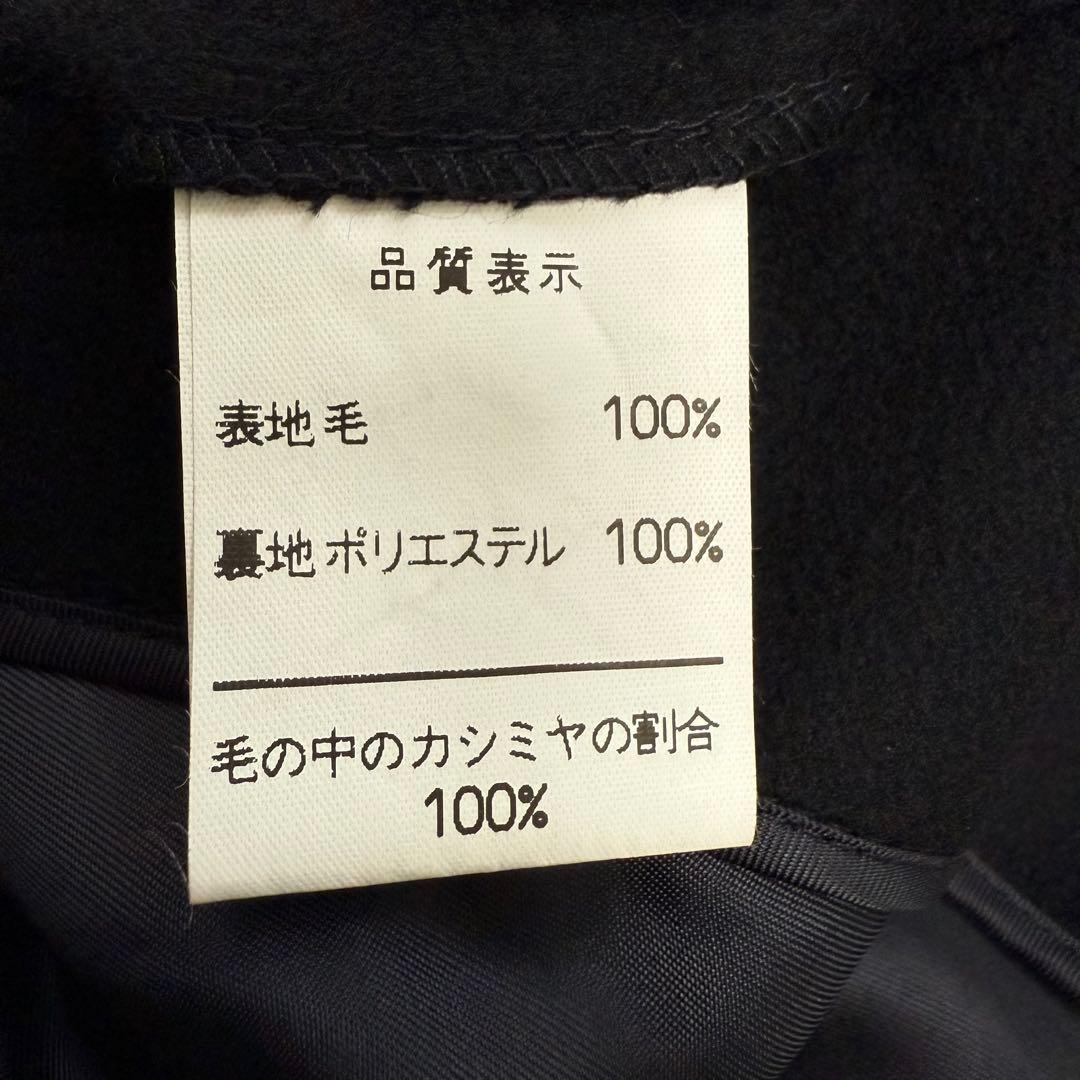 品質表示
表地 毛 100%
裏地 ポリエステル 100%
毛の中のカシミヤの割合
100%